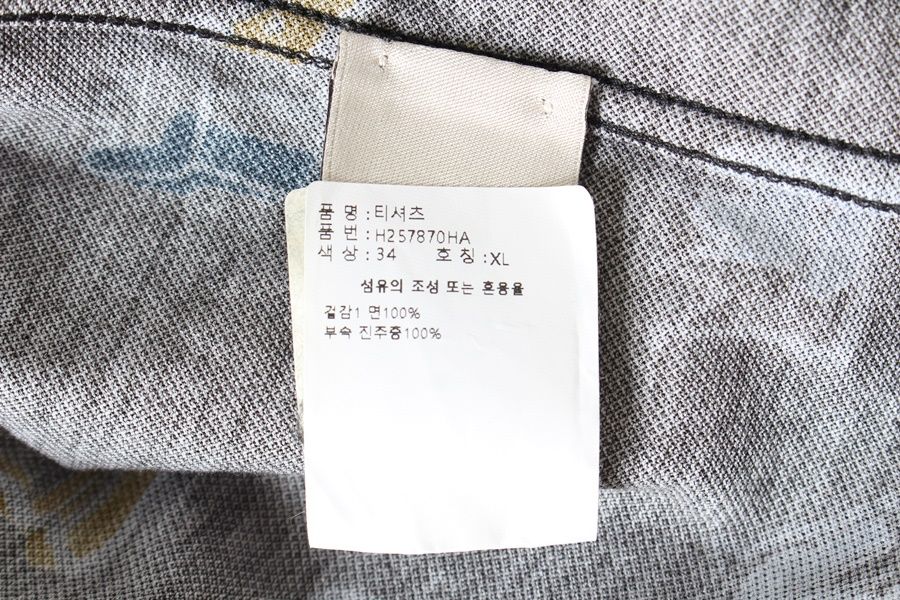 품 명 : 티셔츠
품 번 : H257870HA
색 상 : 34 호 칭 : XL
섬유의 조성 또는 혼용율
겉감1 면100%
부속 진주층100%